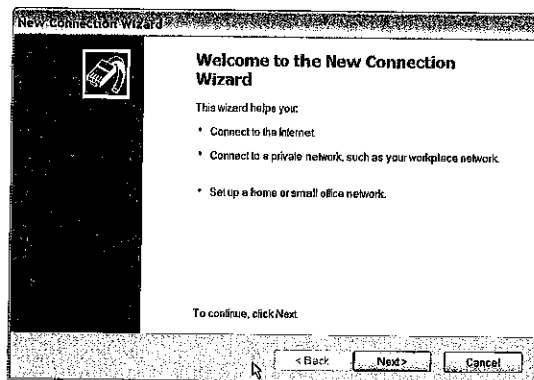 New Connection Wizard
Welcome to the New Connection
Wizard
This wizard helps you:
* Connect to the Internet.
* Connect to a private network, such as your workplace network.
* Set up a home or small office network.
To continue, click Next.
< Back Next > Cancel